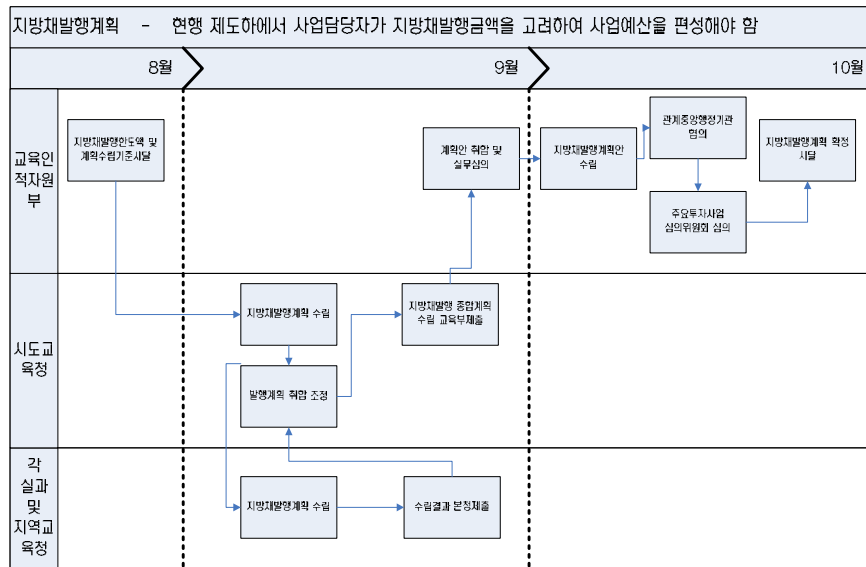 지방채발행계획 - 현행 제도하에서 사업담당자가 지방채발행금액을 고려하여 사업예산을 편성해야 함
8월
9월
10월
교육인
적자원
부
지방채발행한도액 및
계획수립기준시달
계획안 취합 및
실무심의
지방채발행계획안
수립
관계중앙행정기관
협의
주요투자사업
심의위원회 심의
지방채발행계획 확정
시달
시도교
육청
지방채발행계획 수립
발행계획 취합 조정
지방채발행 종합계획
수립 교육부제출
각
실과
및
지역교
육청
지방채발행계획 수립
수립결과 본청제출